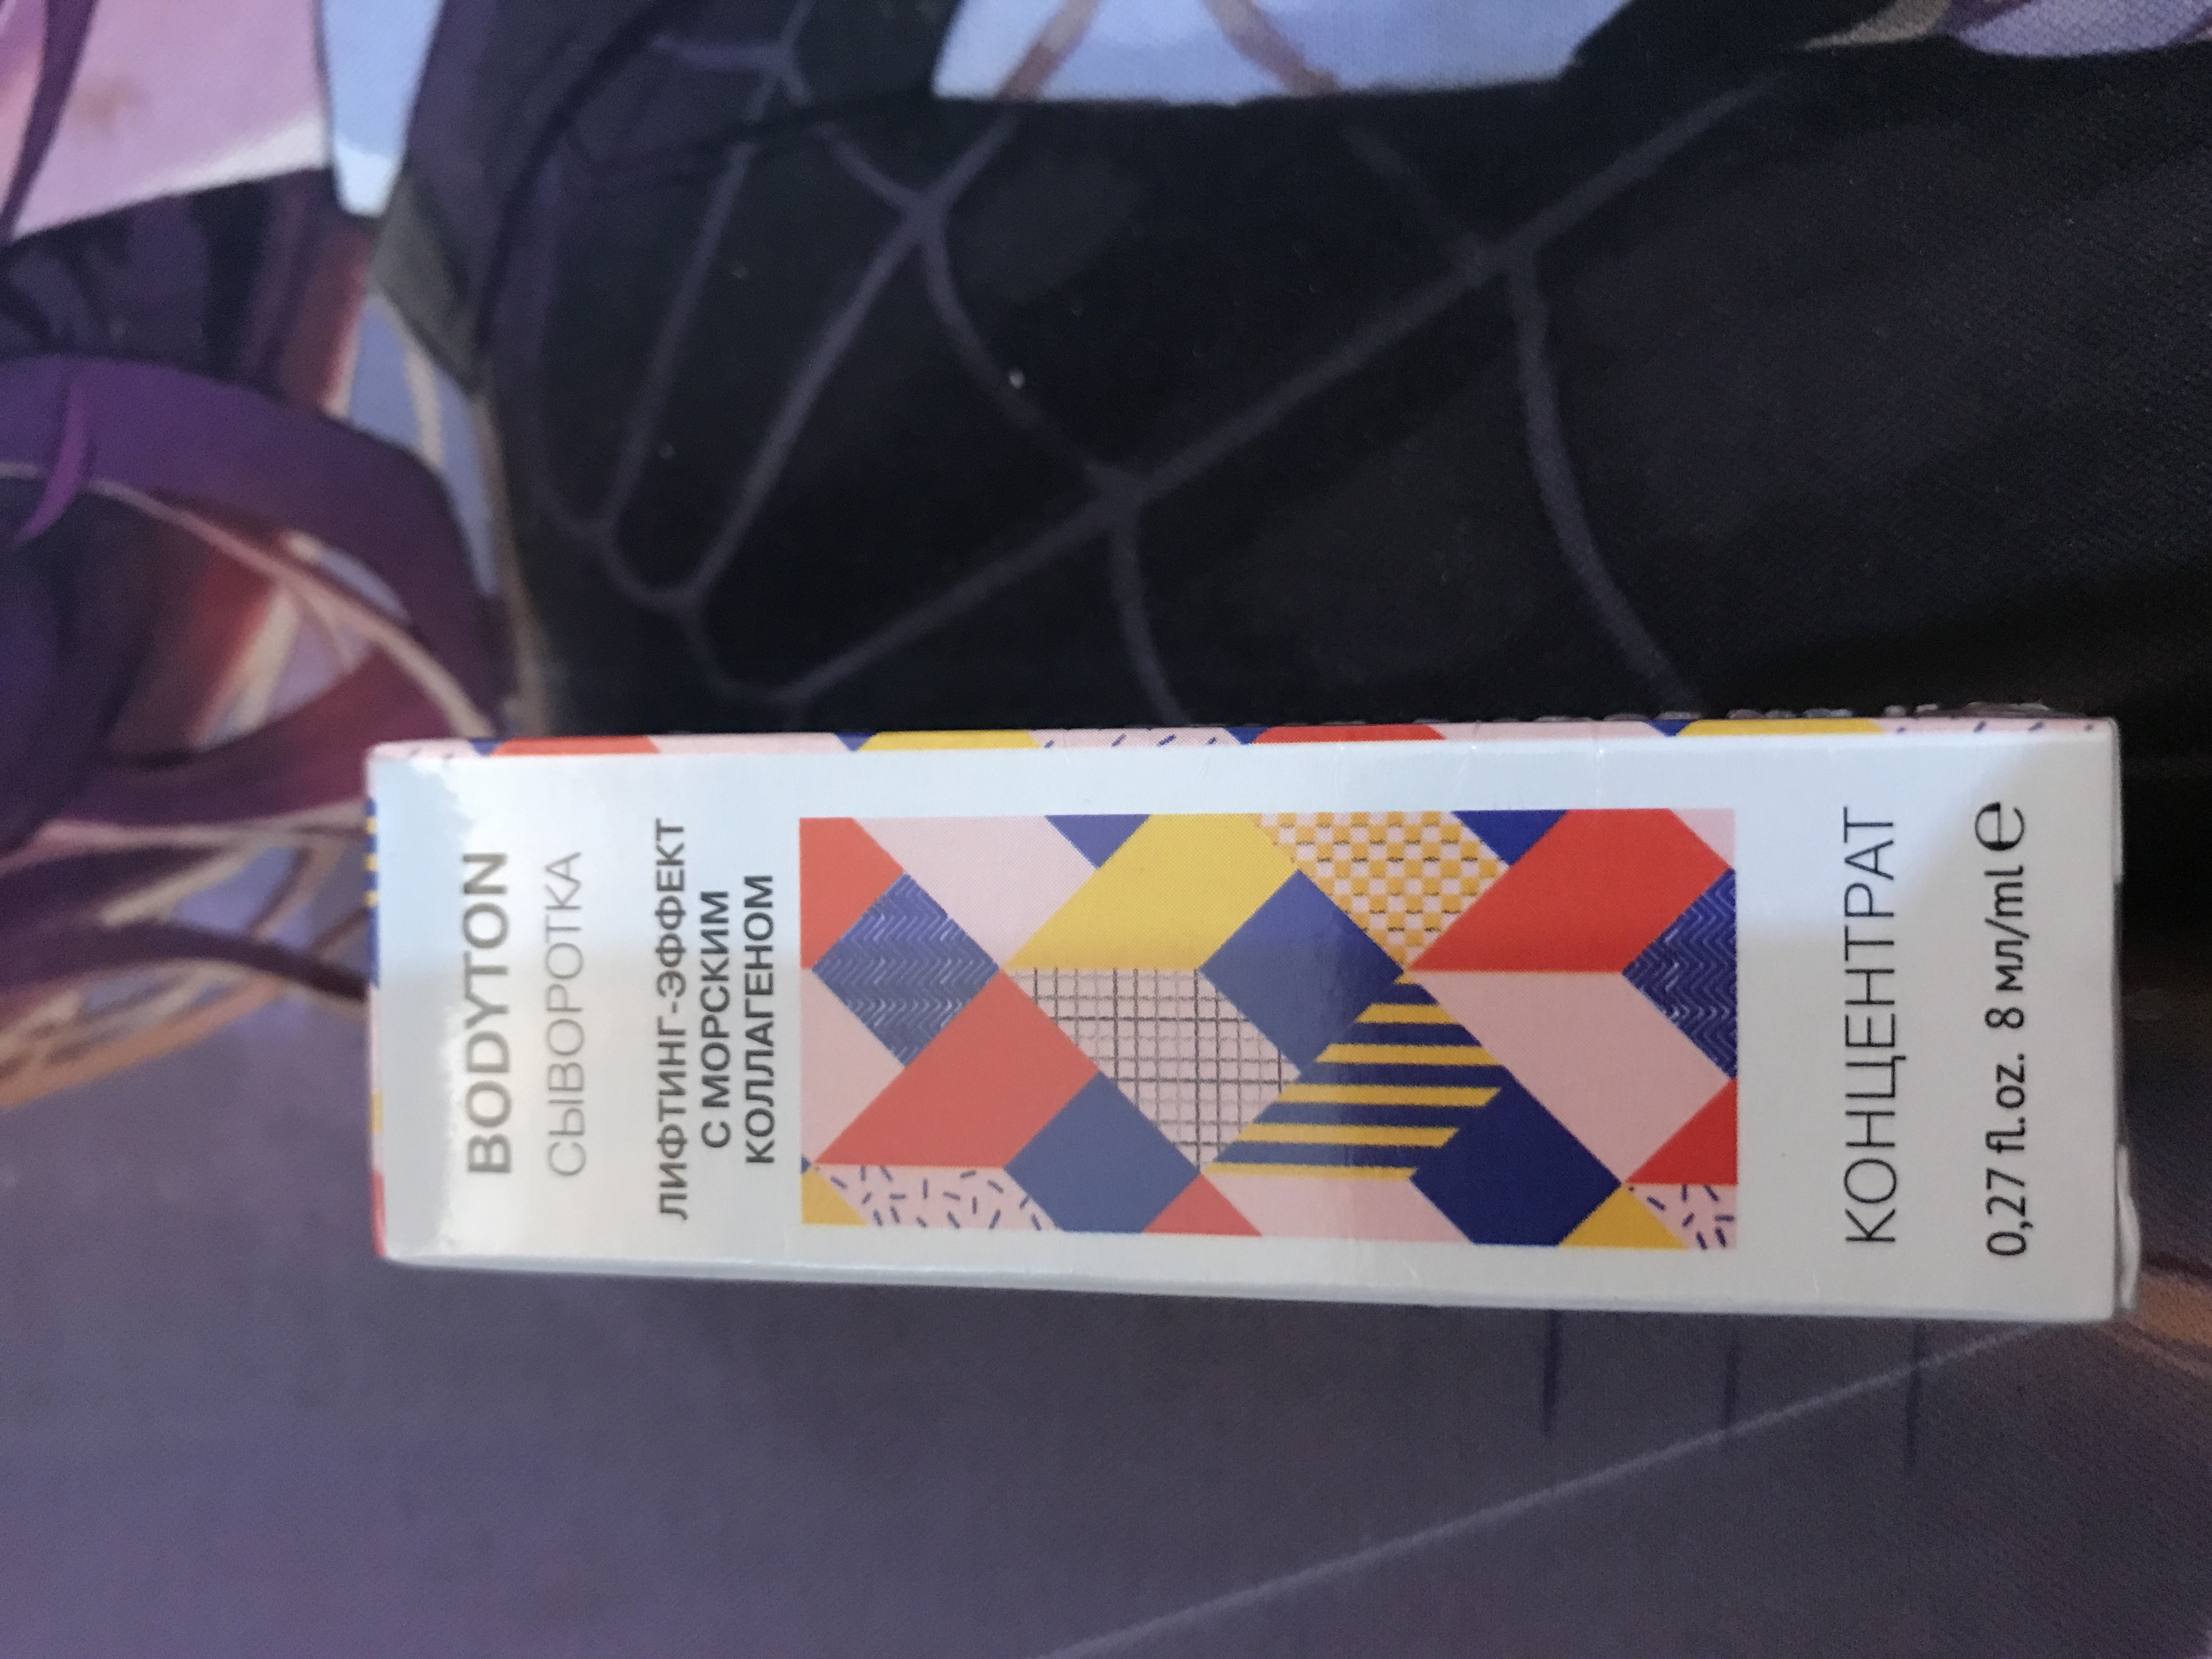 BODYTON
СЫВОРОТКА
ЛИФТИНГ-ЭФФЕКТ
С МОРСКИМ
КОЛЛАГЕНОМ
КОНЦЕНТРАТ
0,27 fl.oz. 8 мл/ml ℮